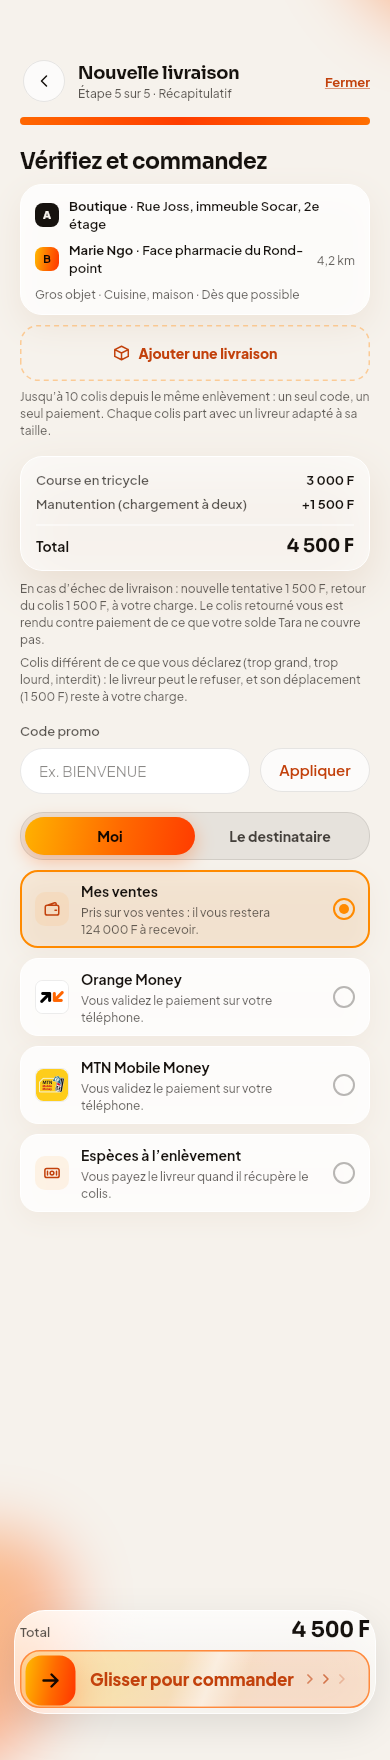 Nouvelle livraison
Étape 5 sur 5 · Récapitulatif
Fermer
Vérifiez et commandez
A
Boutique · Rue Joss, immeuble Socar, 2e
étage
B
Marie Ngo · Face pharmacie du Rond-
point
4,2 km
Gros objet · Cuisine, maison · Dès que possible
Ajouter une livraison
Jusqu'à 10 colis depuis le même enlèvement : un seul code, un
seul paiement. Chaque colis part avec un livreur adapté à sa
taille.
Course en tricycle 3 000 F
Manutention (chargement à deux) +1 500 F
Total 4 500 F
En cas d'échec de livraison : nouvelle tentative 1 500 F, retour
du colis 1 500 F, à votre charge. Le colis retourné vous est
rendu contre paiement de ce que votre solde Tara ne couvre
pas.
Colis différent de ce que vous déclarez (trop grand, trop
lourd, interdit) : le livreur peut le refuser, et son déplacement
(1 500 F) reste à votre charge.
Code promo
Ex. BIENVENUE
Appliquer
Moi
Le destinataire
Mes ventes
Pris sur vos ventes : il vous restera
124 000 F à recevoir.
Orange Money
Vous validez le paiement sur votre
téléphone.
MTN Mobile Money
Vous validez le paiement sur votre
téléphone.
Espèces à l'enlèvement
Vous payez le livreur quand il récupère le
colis.
Total 4 500 F
Glisser pour commander